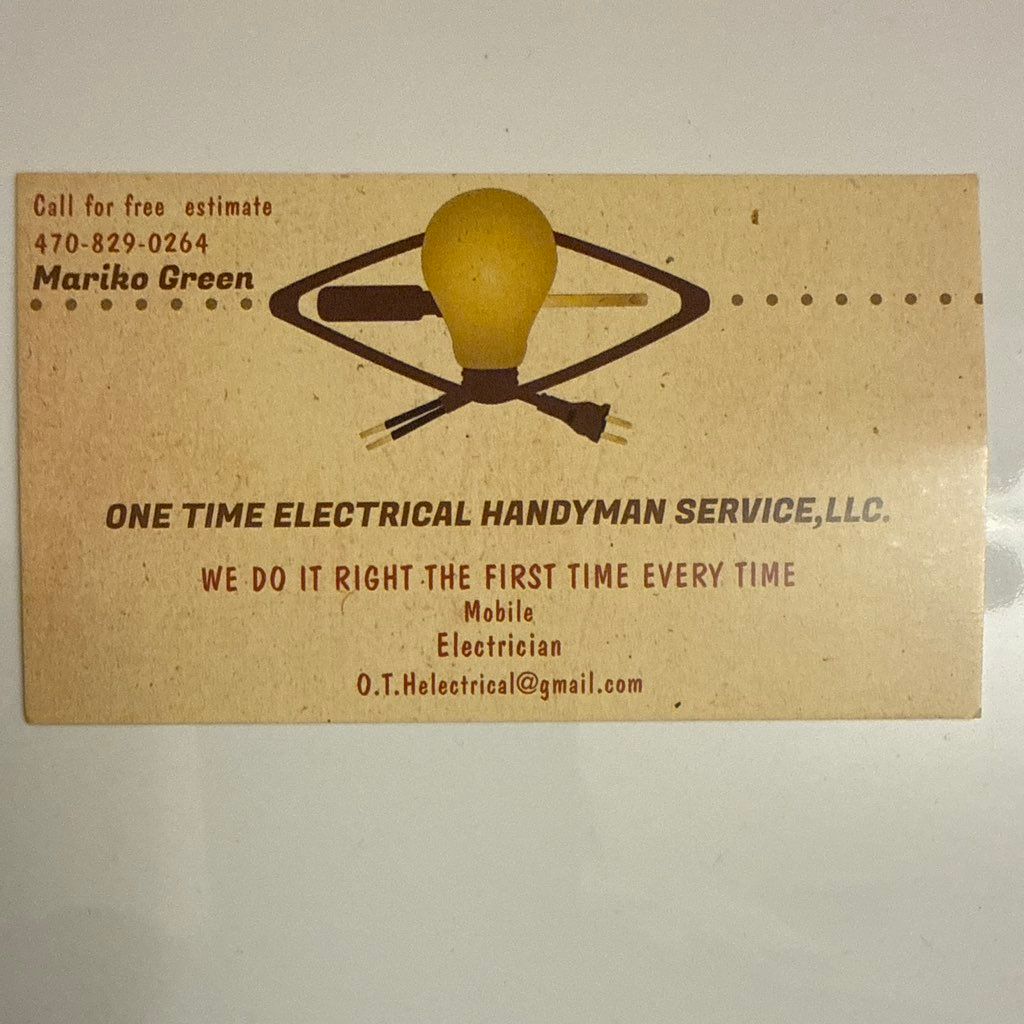 Call for free estimate
470-829-0264
Mariko Green
ONE TIME ELECTRICAL HANDYMAN SERVICE,LLC.
WE DO IT RIGHT THE FIRST TIME EVERY TIME
Mobile
Electrician
O.T.Helectrical@gmail.com